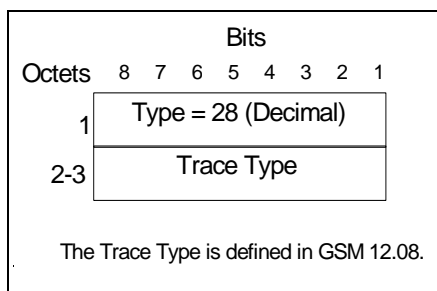 Bits
Octets 8 7 6 5 4 3 2 1
1 Type = 28 (Decimal)
2-3 Trace Type
The Trace Type is defined in GSM 12.08.